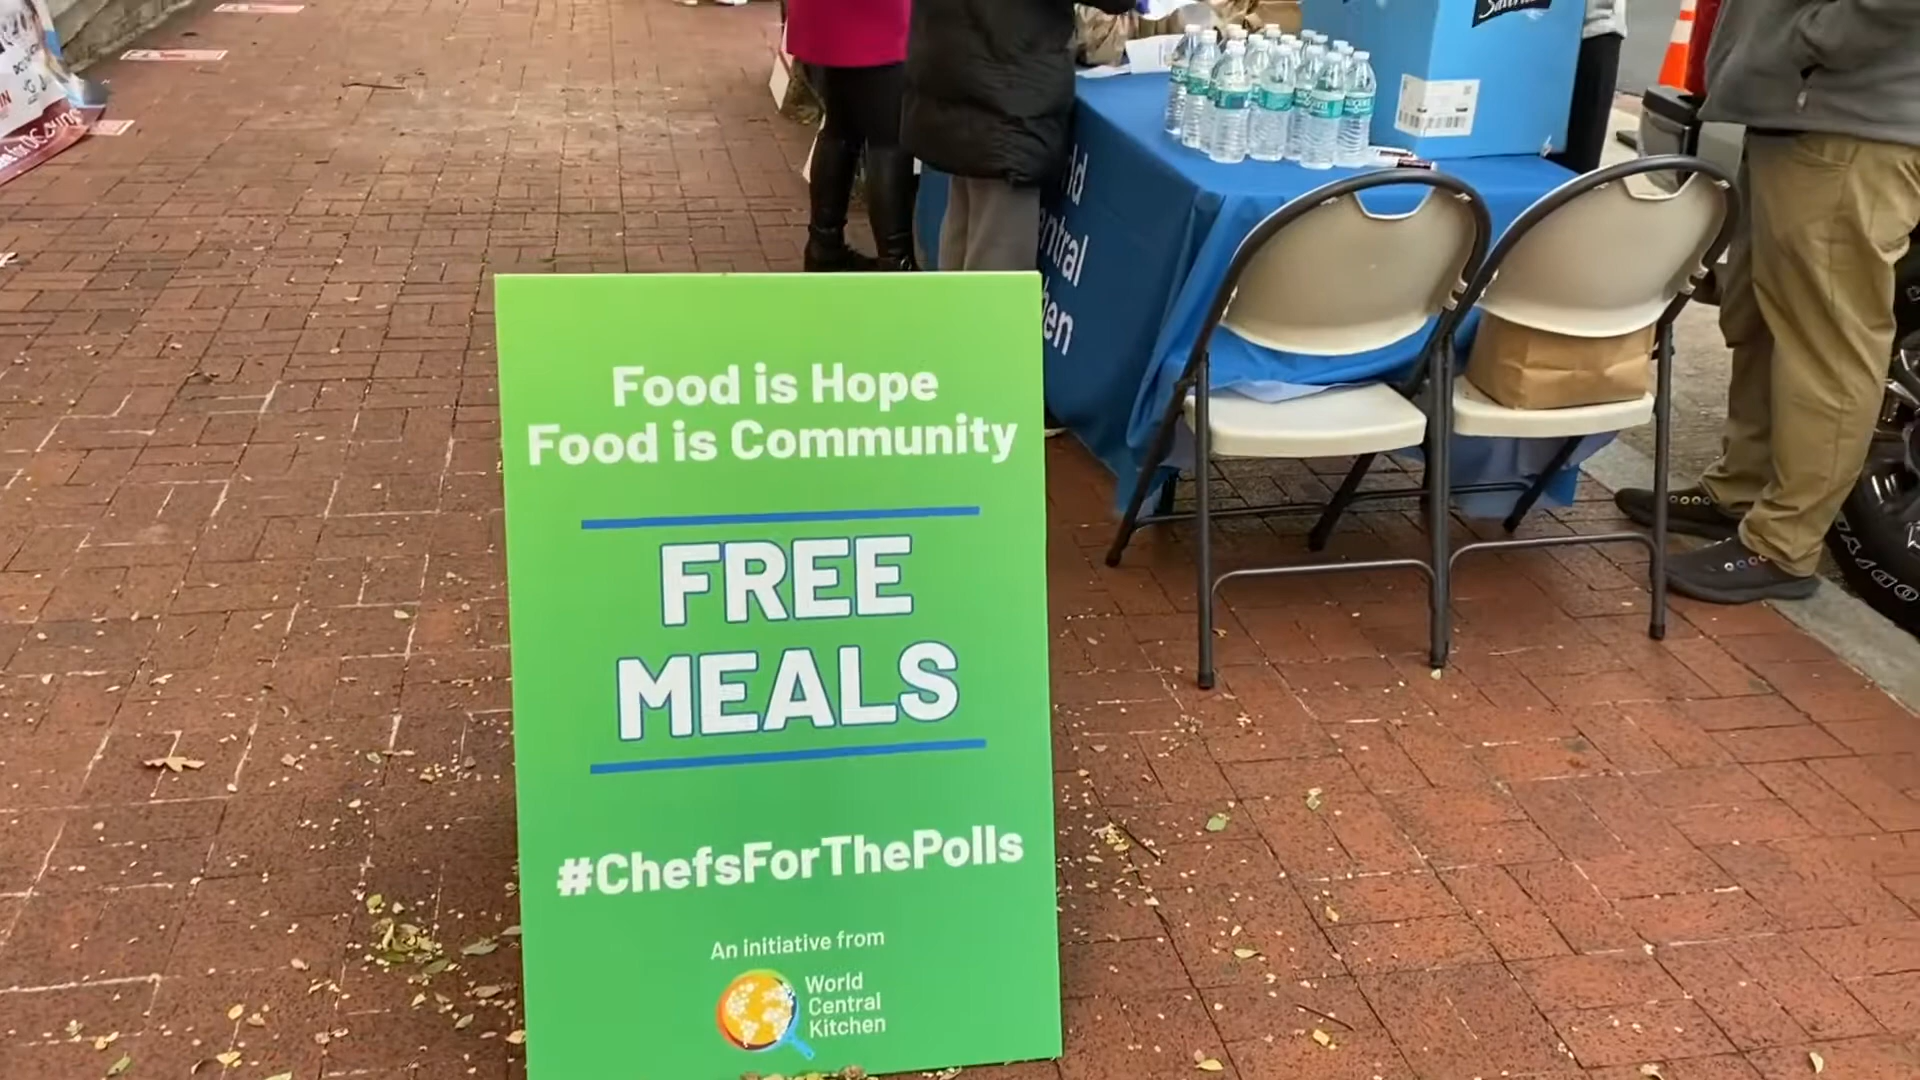 Food is Hope
Food is Community
FREE
MEALS
#ChefsForThePolls
An initiative from
World
Central
Kitchen